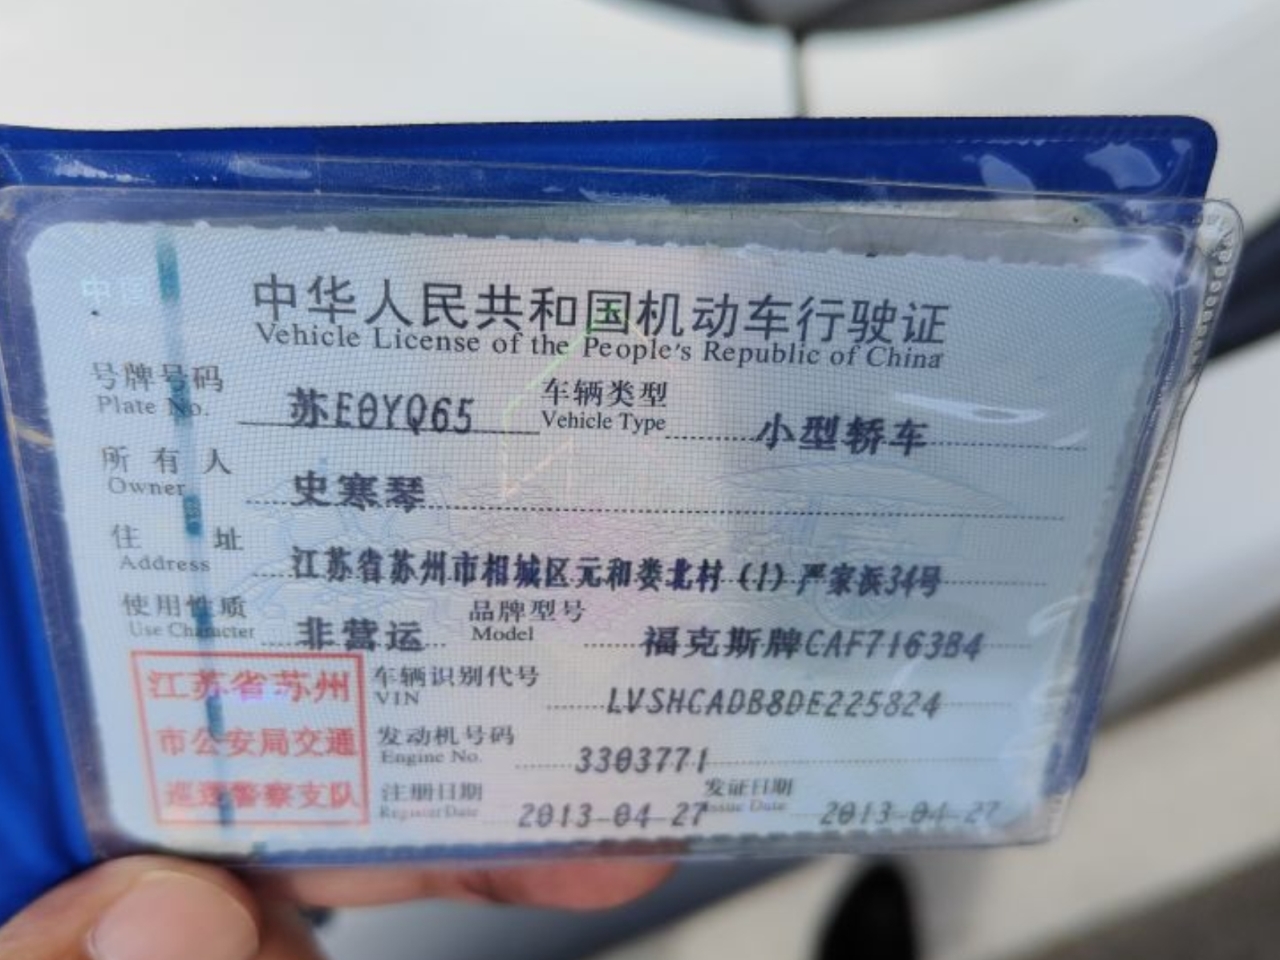 中华人民共和国机动车行驶证
Vehicle License of the People's Republic of China
号牌号码 苏E0YQ65 车辆类型 小型轿车
Plate No. Vehicle Type
所有人 史寒琴
Owner
住址 江苏省苏州市相城区元和娄北村(1)严家浜34号
Address
使用性质 非营运 品牌型号 福克斯牌CAF7163B4
Use Character Model
江苏省苏州
市公安局交通
巡逻警察支队
车辆识别代号 LVSHCADB8DE225824
VIN
发动机号码 3303771
Engine No.
注册日期 2013-04-27 发证日期 2013-04-27
Register Date Issue Date